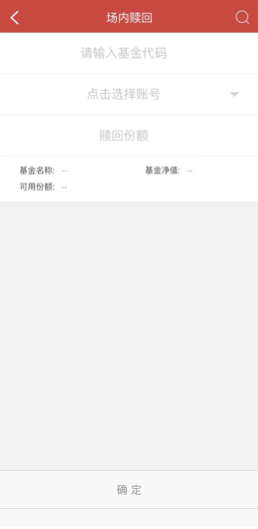 场内赎回
请输入基金代码
点击选择账号
赎回份额
基金名称: -- 基金净值: --
可用份额: --
确 定